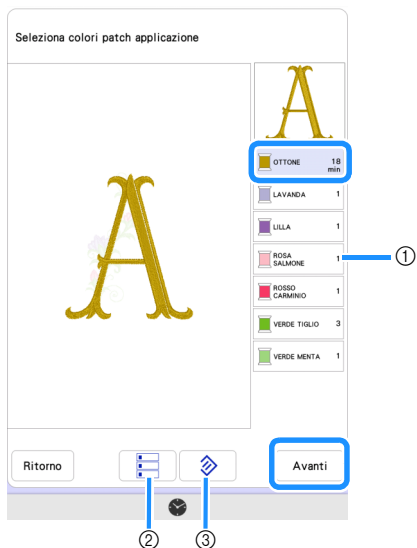 Seleziona colori patch applicazione
OTTONE 18
min
LAVANDA 1
LILLA 1
ROSA
SALMONE 1
①
ROSSO
CARMINIO 1
VERDE TIGLIO 3
VERDE MENTA 1
Ritorno
Avanti
② ③